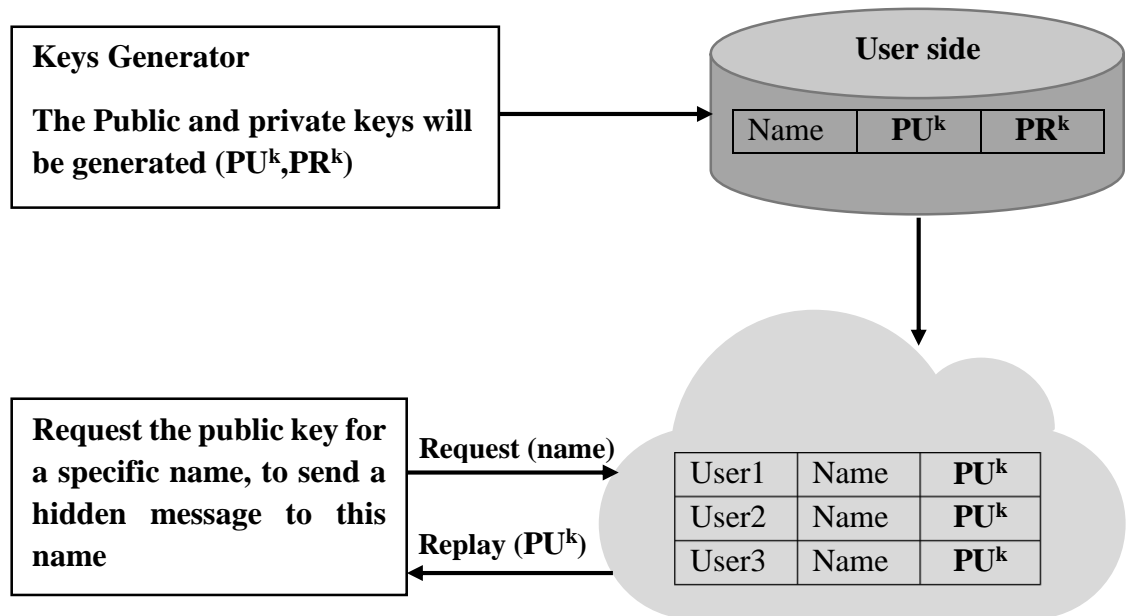 Keys Generator
The Public and private keys will
be generated (PUᵏ,PRᵏ)
User side
Name PUᵏ PRᵏ
Request the public key for
a specific name, to send a
hidden message to this
name
Request (name)
Replay (PUᵏ)
User1 Name PUᵏ
User2 Name PUᵏ
User3 Name PUᵏ